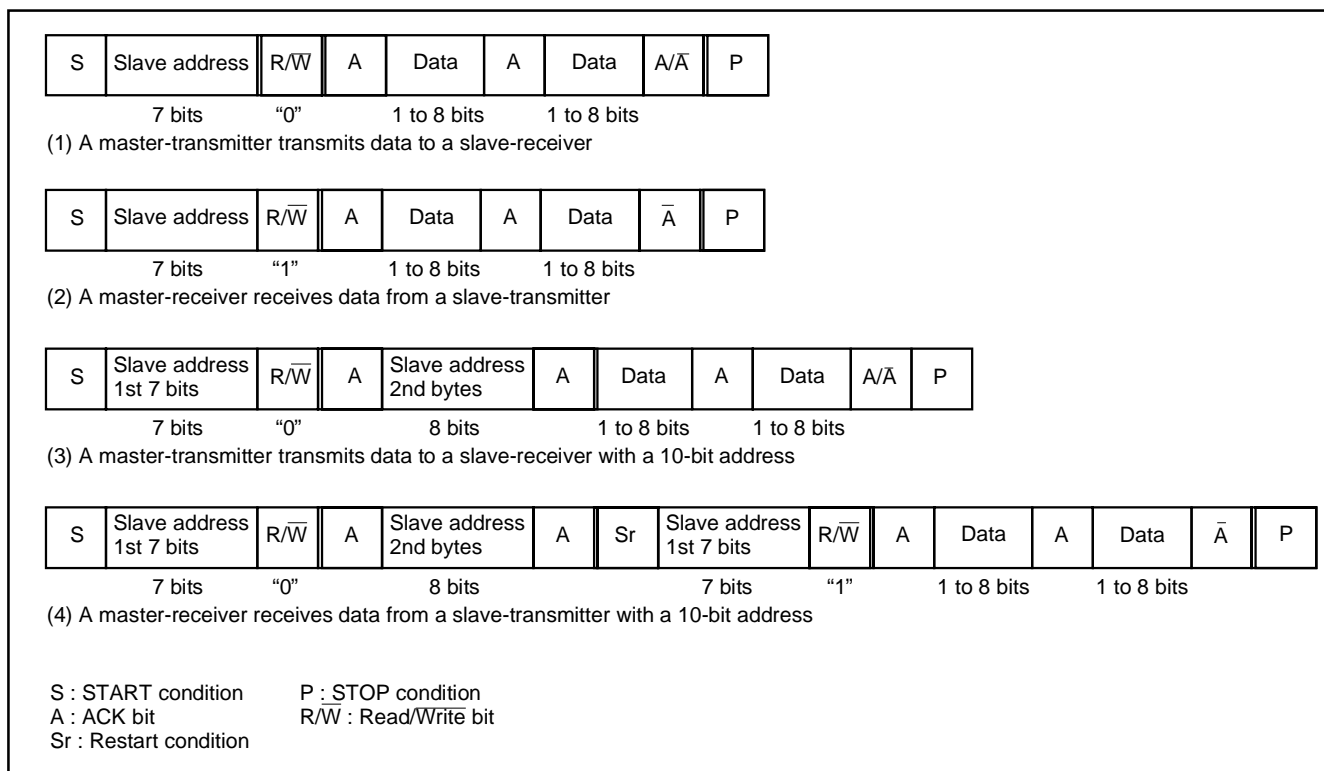 S Slave address R/W̅ A Data A Data A/A̅ P
7 bits “0” 1 to 8 bits 1 to 8 bits
(1) A master-transmitter transmits data to a slave-receiver
S Slave address R/W̅ A Data A Data A̅ P
7 bits “1” 1 to 8 bits 1 to 8 bits
(2) A master-receiver receives data from a slave-transmitter
S Slave address 1st 7 bits R/W̅ A Slave address 2nd bytes A Data A Data A/A̅ P
7 bits “0” 8 bits 1 to 8 bits 1 to 8 bits
(3) A master-transmitter transmits data to a slave-receiver with a 10-bit address
S Slave address 1st 7 bits R/W̅ A Slave address 2nd bytes A Sr Slave address 1st 7 bits R/W̅ A Data A Data A̅ P
7 bits “0” 8 bits 7 bits “1” 1 to 8 bits 1 to 8 bits
(4) A master-receiver receives data from a slave-transmitter with a 10-bit address
S : START condition P : STOP condition
A : ACK bit R/W̅ : Read/W̅r̅i̅t̅e̅ bit
Sr : Restart condition